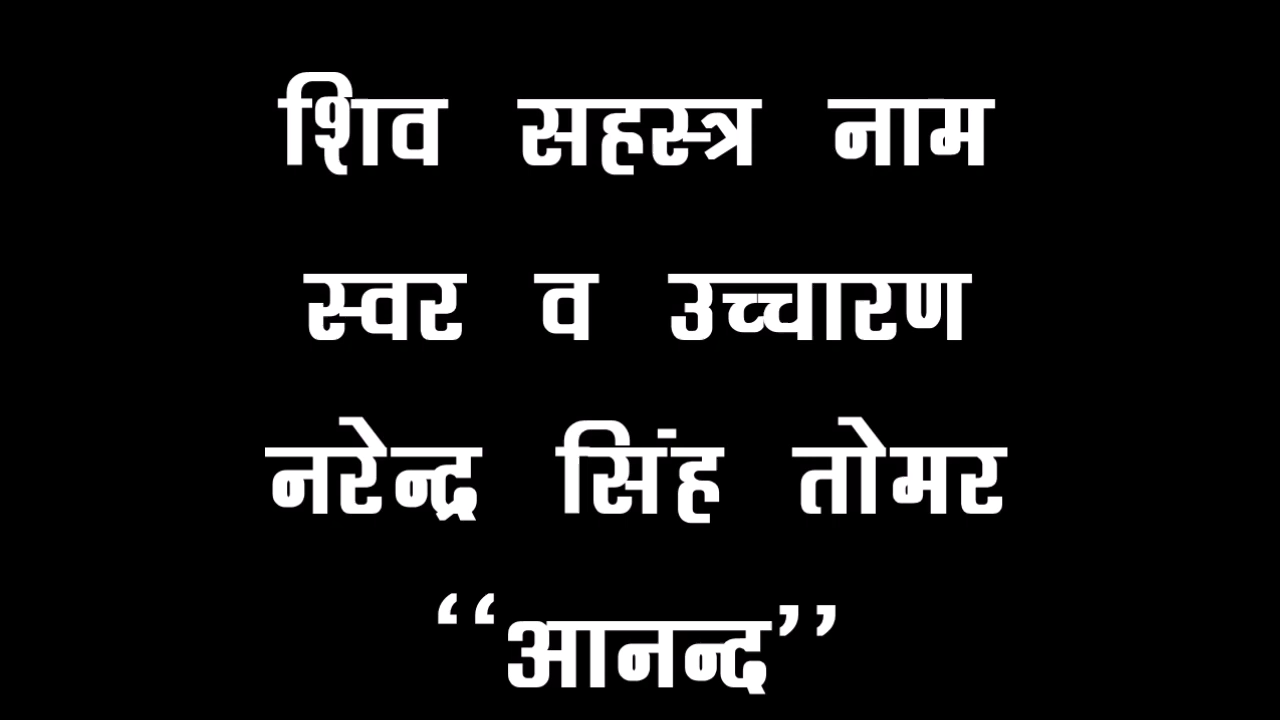 शिव सहस्त्र नाम
स्वर व उच्चारण
नरेन्द्र सिंह तोमर
‘‘आनन्द’’